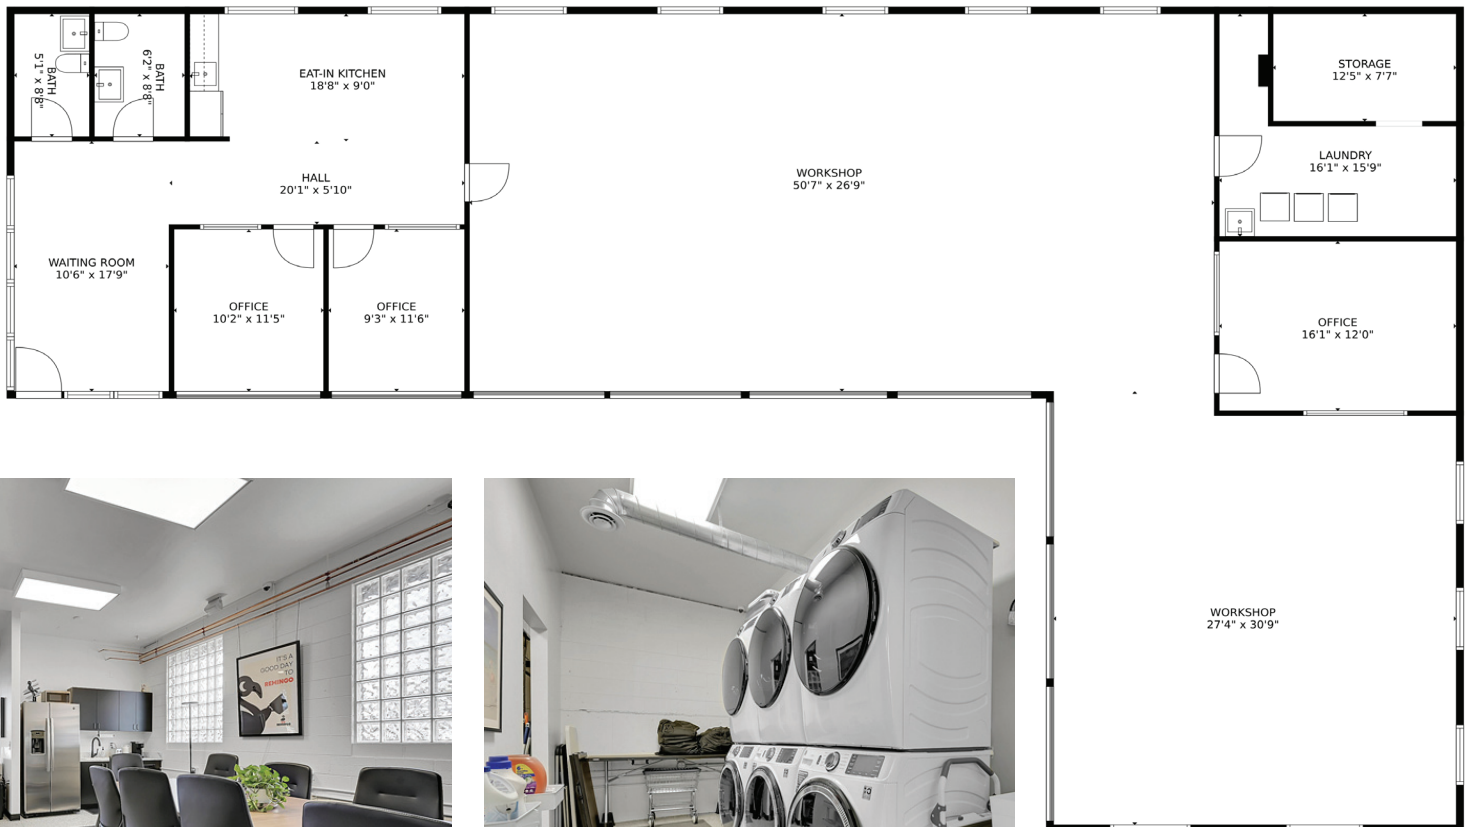 BATH
5'1" x 8'8"
BATH
6'2" x 8'8"
EAT-IN KITCHEN
18'8" x 9'0"
HALL
20'1" x 5'10"
WAITING ROOM
10'6" x 17'9"
OFFICE
10'2" x 11'5"
OFFICE
9'3" x 11'6"
WORKSHOP
50'7" x 26'9"
STORAGE
12'5" x 7'7"
LAUNDRY
16'1" x 15'9"
OFFICE
16'1" x 12'0"
WORKSHOP
27'4" x 30'9"
IT'S A
GOOD DAY
TO
BEMINGO